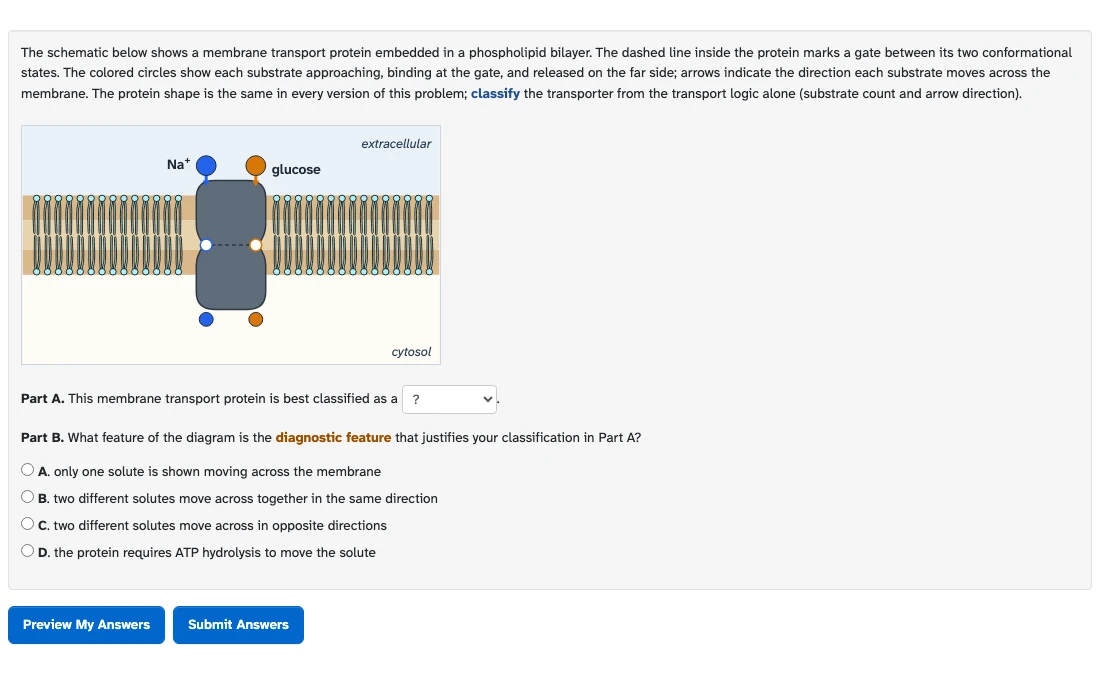 The schematic below shows a membrane transport protein embedded in a phospholipid bilayer. The dashed line inside the protein marks a gate between its two conformational
states. The colored circles show each substrate approaching, binding at the gate, and released on the far side; arrows indicate the direction each substrate moves across the
membrane. The protein shape is the same in every version of this problem; classify the transporter from the transport logic alone (substrate count and arrow direction).
extracellular
Na⁺
glucose
cytosol
Part A. This membrane transport protein is best classified as a ? .
Part B. What feature of the diagram is the diagnostic feature that justifies your classification in Part A?
A. only one solute is shown moving across the membrane
B. two different solutes move across together in the same direction
C. two different solutes move across in opposite directions
D. the protein requires ATP hydrolysis to move the solute
Preview My Answers
Submit Answers